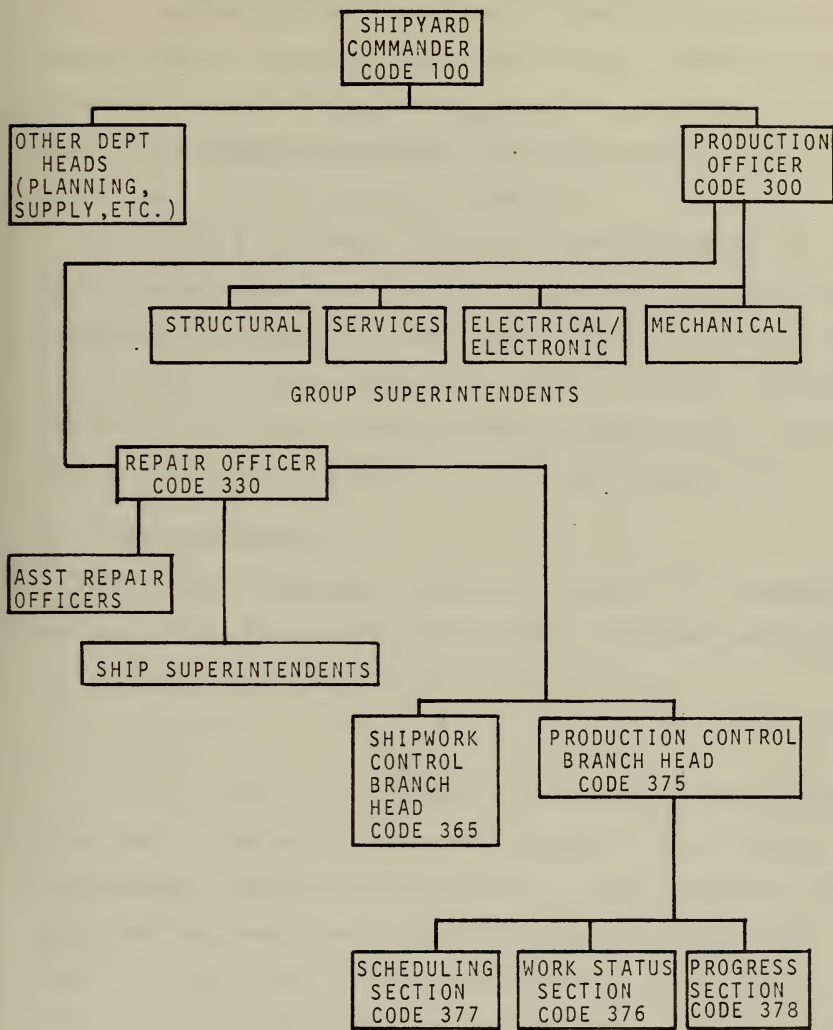 SHIPYARD
COMMANDER
CODE 100
OTHER DEPT
HEADS
(PLANNING,
SUPPLY,ETC.)
PRODUCTION
OFFICER
CODE 300
STRUCTURAL
SERVICES
ELECTRICAL/
ELECTRONIC
MECHANICAL
GROUP SUPERINTENDENTS
REPAIR OFFICER
CODE 330
ASST REPAIR
OFFICERS
SHIP SUPERINTENDENTS
SHIPWORK
CONTROL
BRANCH
HEAD
CODE 365
PRODUCTION CONTROL
BRANCH HEAD
CODE 375
SCHEDULING
SECTION
CODE 377
WORK STATUS
SECTION
CODE 376
PROGRESS
SECTION
CODE 378